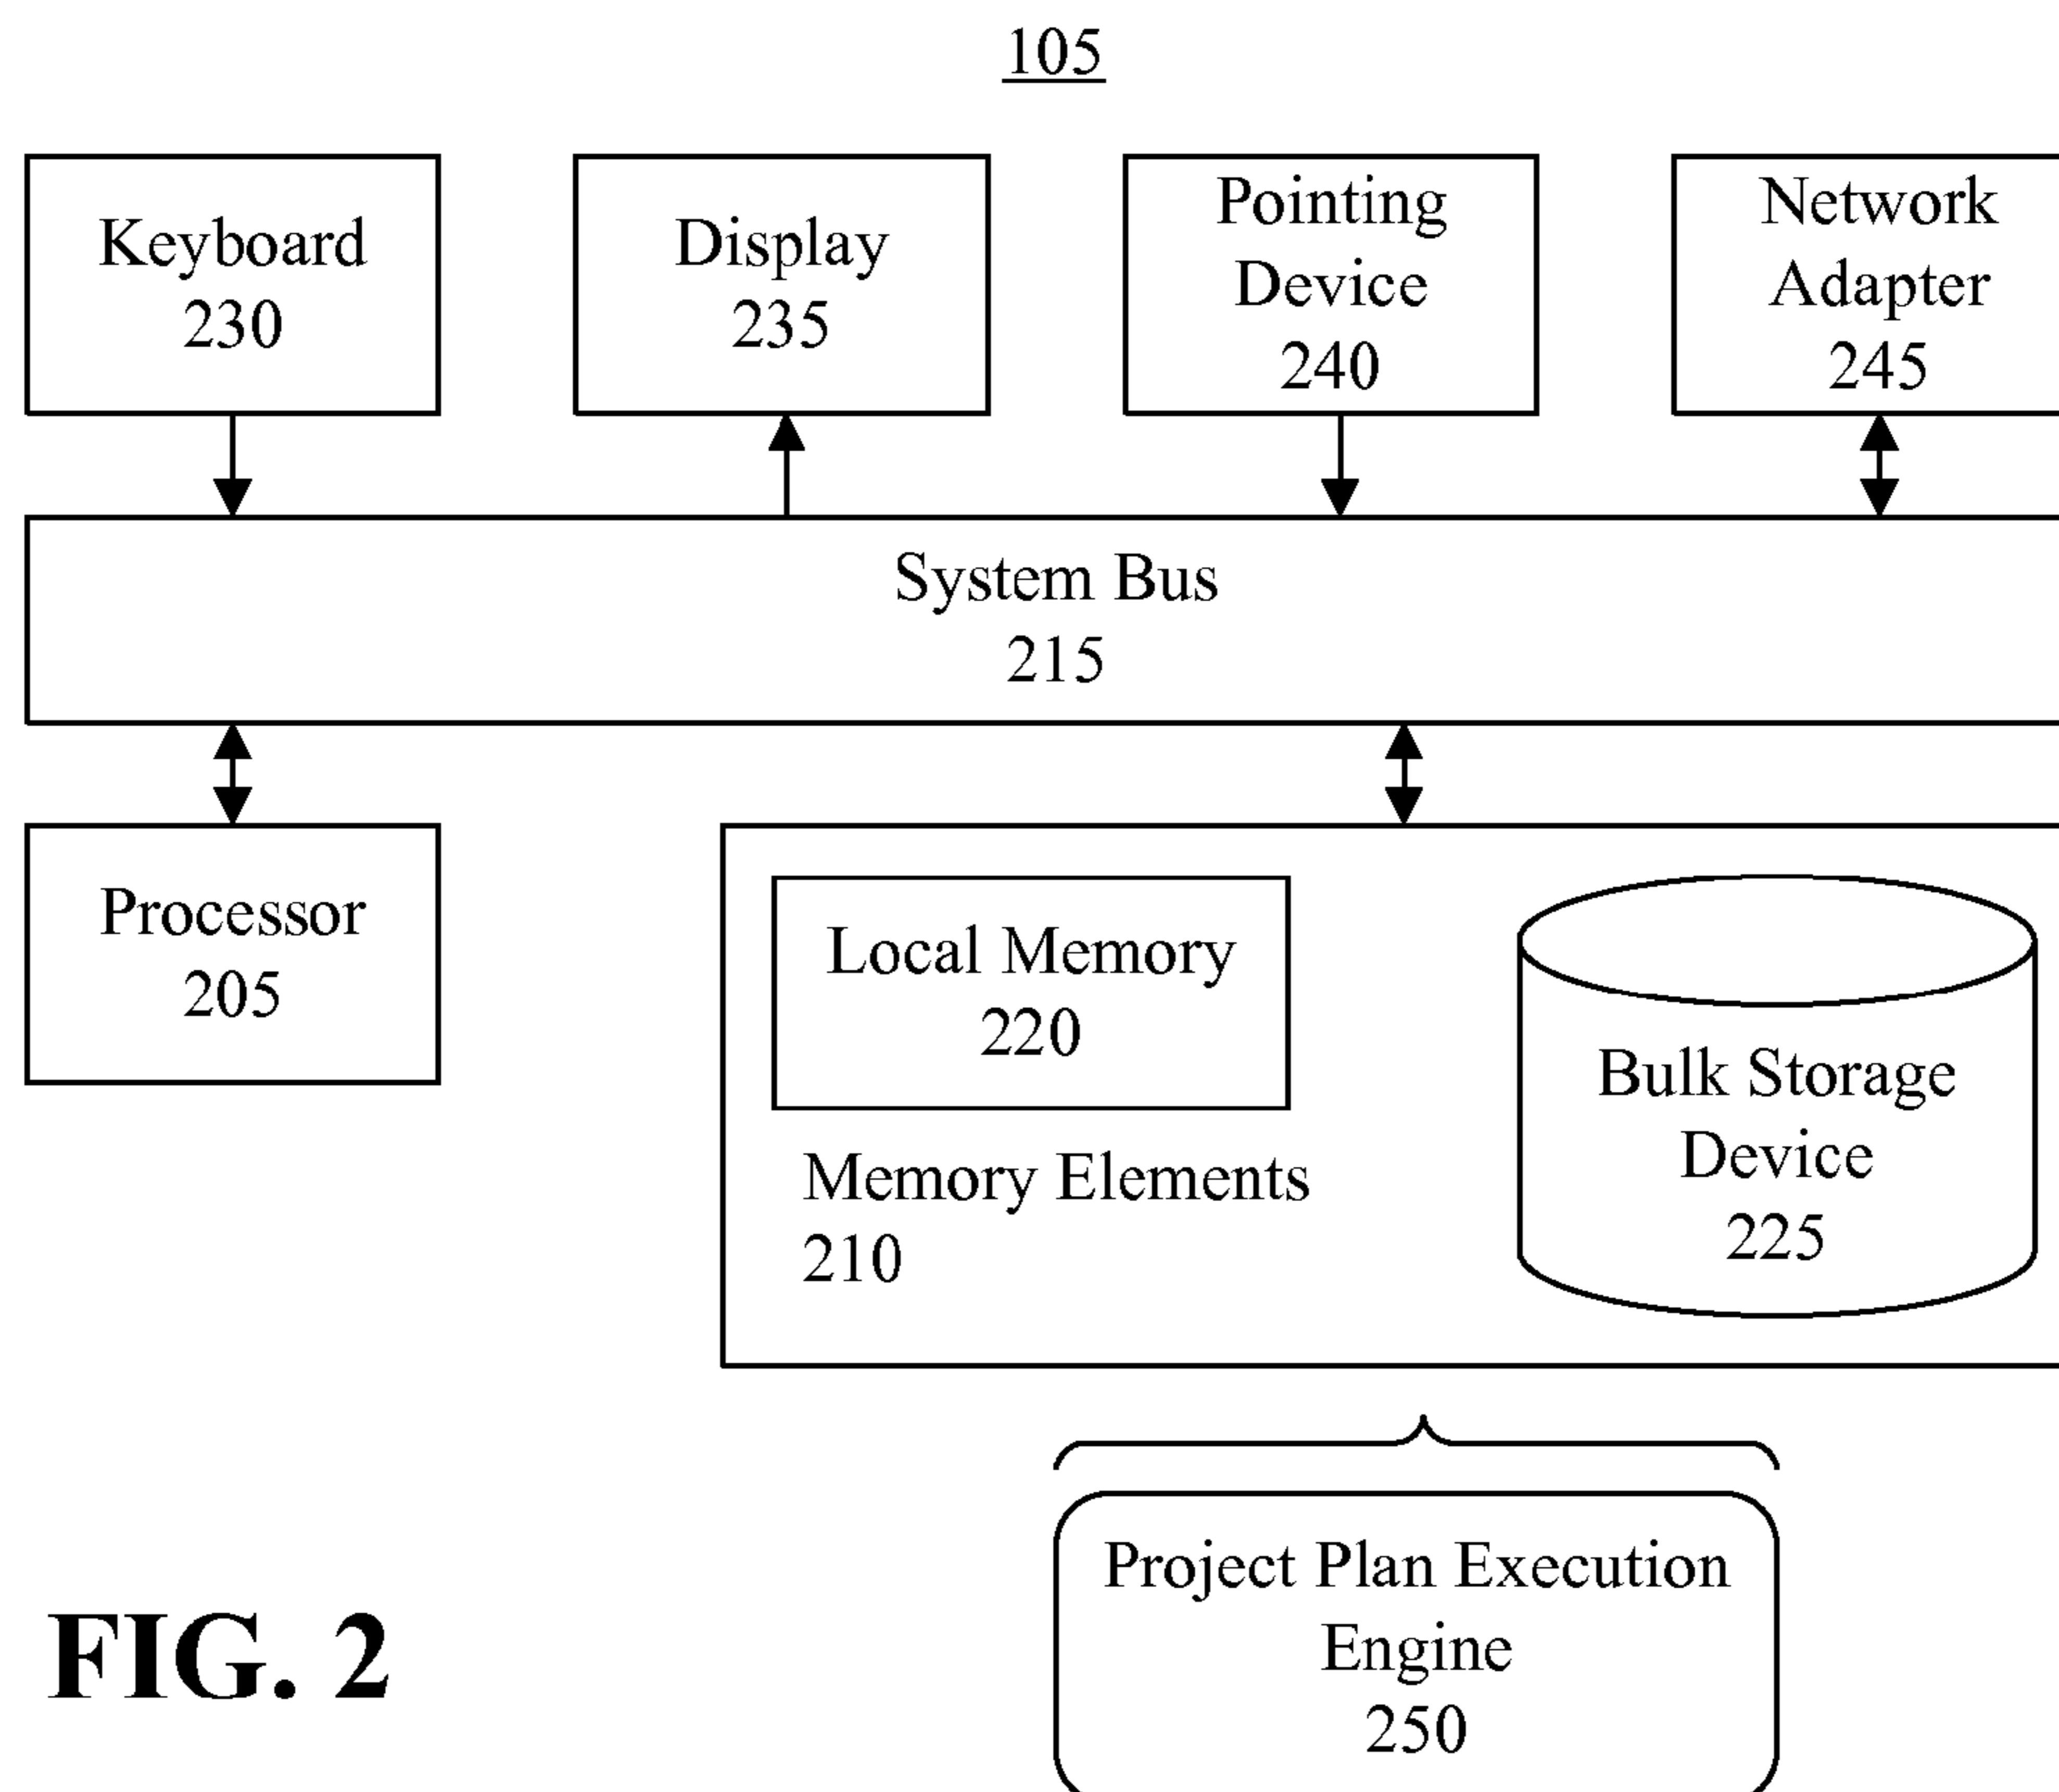 105
Keyboard
230
Display
235
Pointing
Device
240
Network
Adapter
245
System Bus
215
Processor
205
Local Memory
220
Memory Elements
210
Bulk Storage
Device
225
Project Plan Execution
Engine
250
FIG. 2